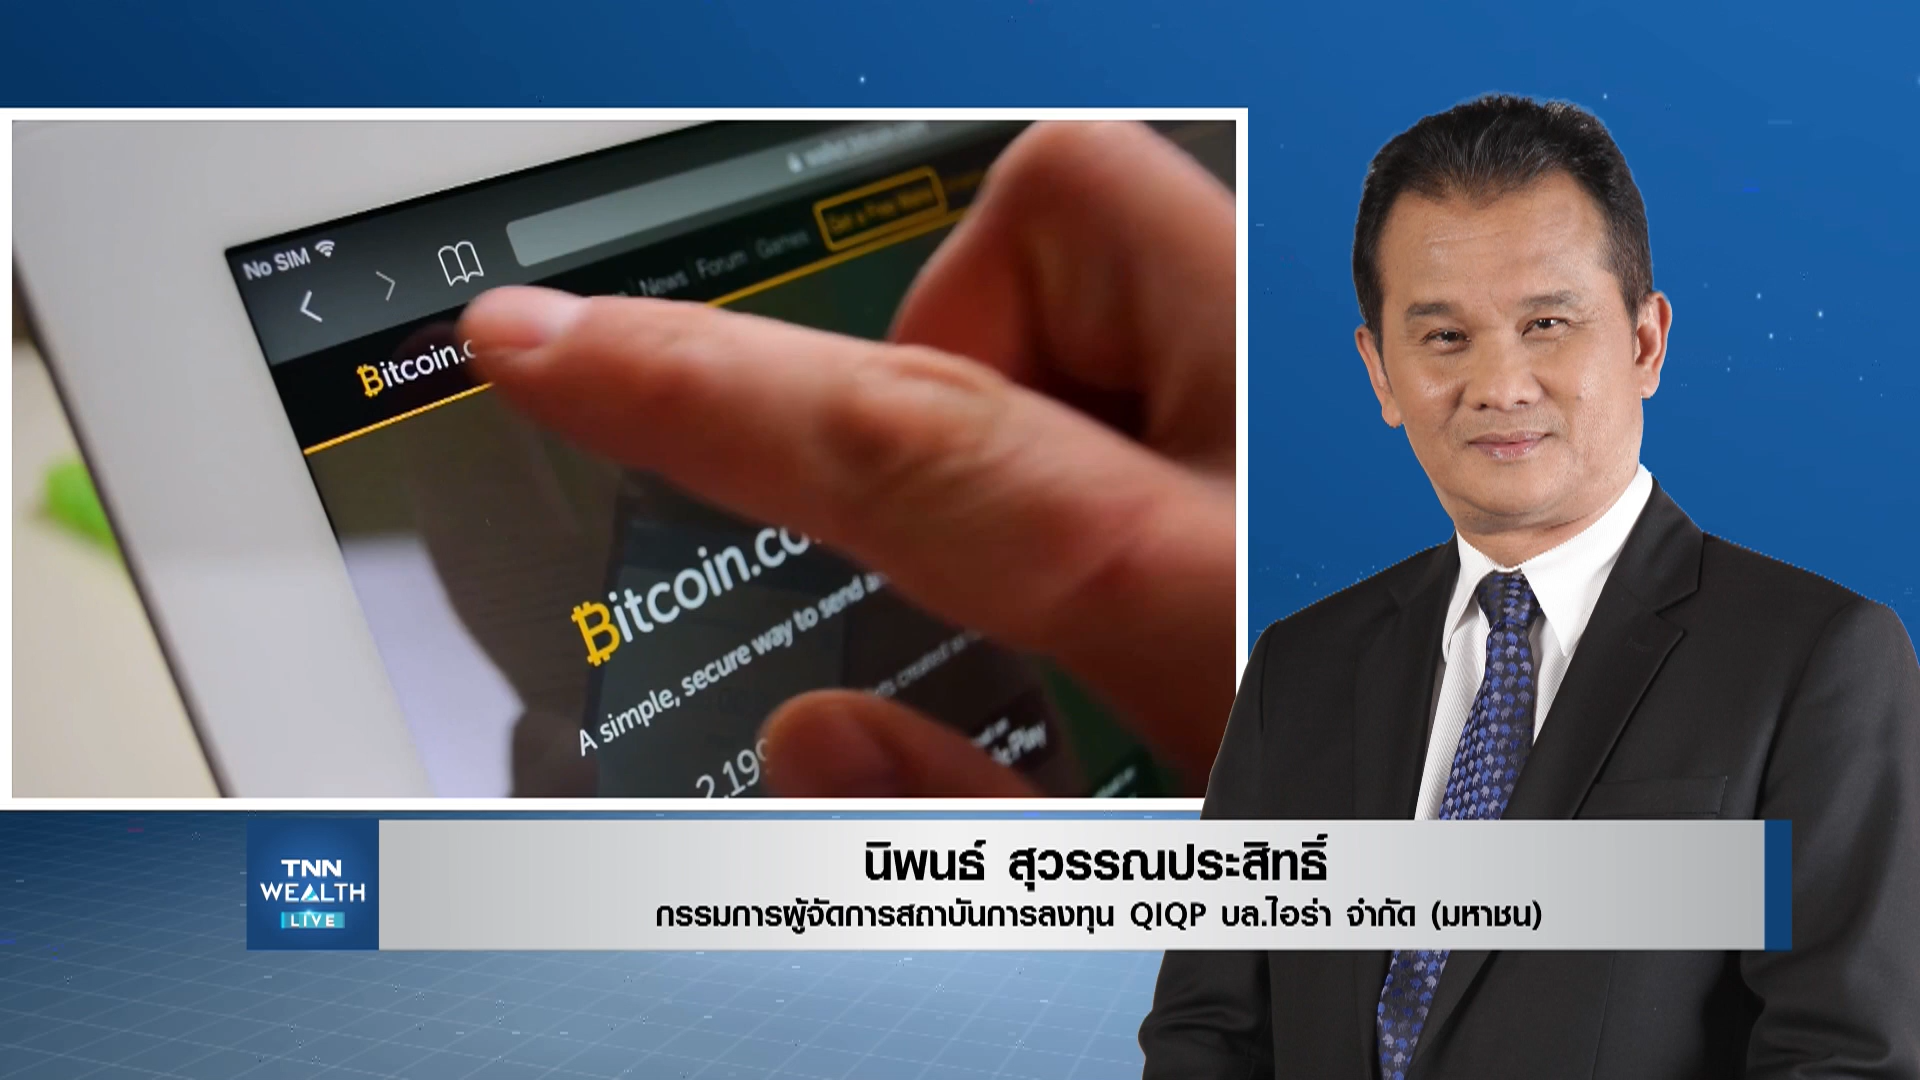 No SIM
News Forum Games
Bitcoin.c
Bitcoin.co
A simple, secure way to send a
2,19
Play
TNN
WEALTH
LIVE
นิพนธ์ สุวรรณประสิทธิ์
กรรมการผู้จัดการสถาบันการลงทุน QIQP บล.ไอร่า จำกัด (มหาชน)